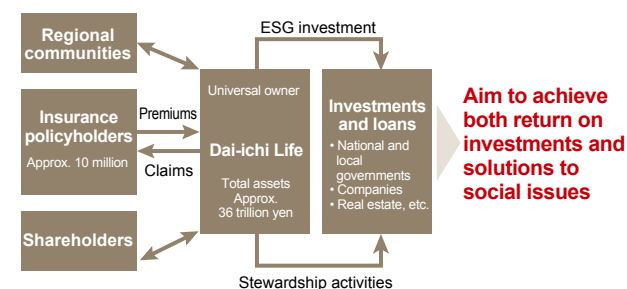 ESG investment
Regional
communities
Insurance
policyholders
Approx. 10 million
Shareholders
Premiums
Claims
Universal owner
Dai-ichi Life
Total assets
Approx.
36 trillion yen
Investments
and loans
• National and
local
governments
• Companies
• Real estate, etc.
Aim to achieve
both return on
investments and
solutions to
social issues
Stewardship activities